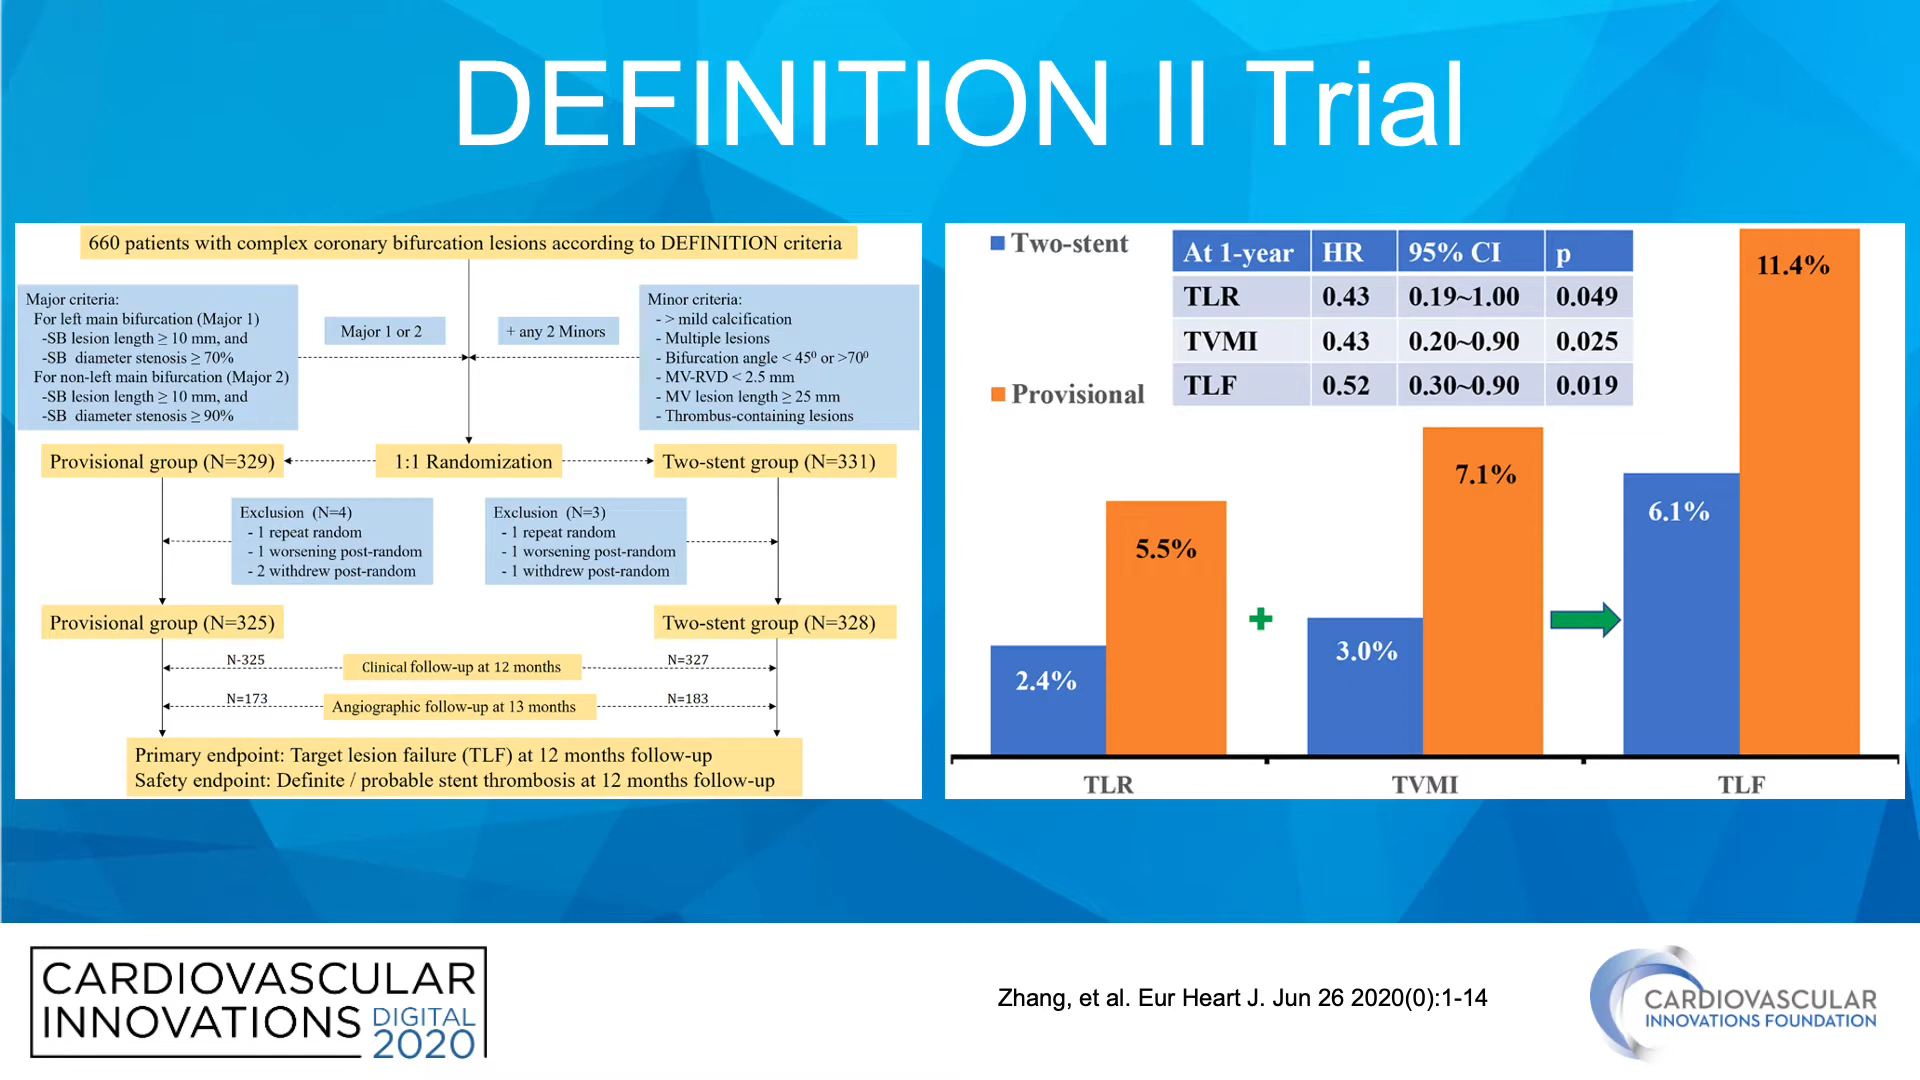 DEFINITION II Trial
660 patients with complex coronary bifurcation lesions according to DEFINITION criteria
Major criteria:
For left main bifurcation (Major 1)
-SB lesion length ≥ 10 mm, and
-SB diameter stenosis ≥ 70%
For non-left main bifurcation (Major 2)
-SB lesion length ≥ 10 mm, and
-SB diameter stenosis ≥ 90%
Major 1 or 2
+ any 2 Minors
Minor criteria:
- > mild calcification
- Multiple lesions
- Bifurcation angle < 45⁰ or >70⁰
- MV-RVD < 2.5 mm
- MV lesion length ≥ 25 mm
- Thrombus-containing lesions
Provisional group (N=329)
1:1 Randomization
Two-stent group (N=331)
Exclusion (N=4)
- 1 repeat random
- 1 worsening post-random
- 2 withdrew post-random
Exclusion (N=3)
- 1 repeat random
- 1 worsening post-random
- 1 withdrew post-random
Provisional group (N=325)
Two-stent group (N=328)
N-325
Clinical follow-up at 12 months
N=327
N=173
Angiographic follow-up at 13 months
N=183
Primary endpoint: Target lesion failure (TLF) at 12 months follow-up
Safety endpoint: Definite / probable stent thrombosis at 12 months follow-up
Two-stent
Provisional
At 1-year HR 95% CI p
TLR 0.43 0.19~1.00 0.049
TVMI 0.43 0.20~0.90 0.025
TLF 0.52 0.30~0.90 0.019
2.4%
5.5%
+
3.0%
7.1%
6.1%
11.4%
TLR
TVMI
TLF
CARDIOVASCULAR
INNOVATIONS DIGITAL
2020
Zhang, et al. Eur Heart J. Jun 26 2020(0):1-14
CARDIOVASCULAR
INNOVATIONS FOUNDATION